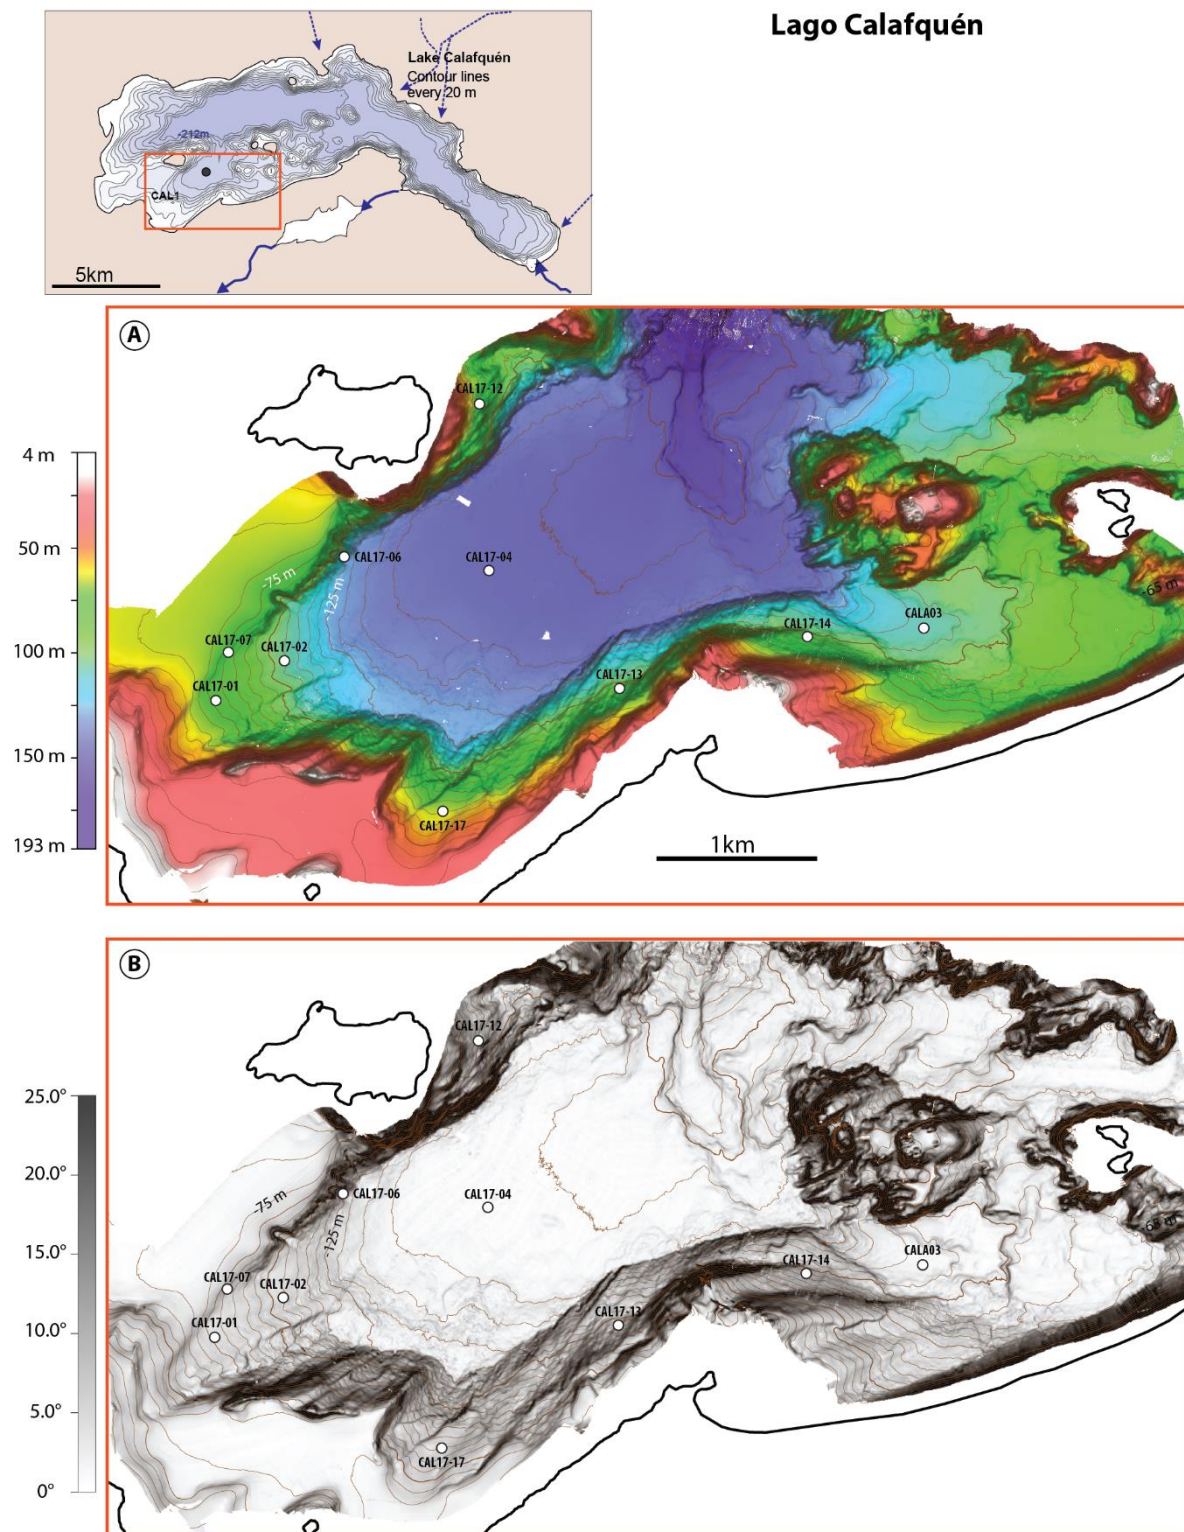 Lago Calafquén
Lake Calafquén
Contour lines
every 20 m
-212m
CAL1
5km
A
CAL17-12
4 m
50 m
100 m
150 m
193 m
CAL17-06
-75 m
-125 m
CAL17-04
-65 m
CAL17-07
CAL17-02
CAL17-14
CALA03
CAL17-01
CAL17-13
CAL17-17
1km
B
CAL17-12
25.0°
20.0°
15.0°
10.0°
5.0°
0°
CAL17-06
-75 m
-125 m
CAL17-04
-65 m
CAL17-07
CAL17-02
CAL17-14
CALA03
CAL17-01
CAL17-13
CAL17-17